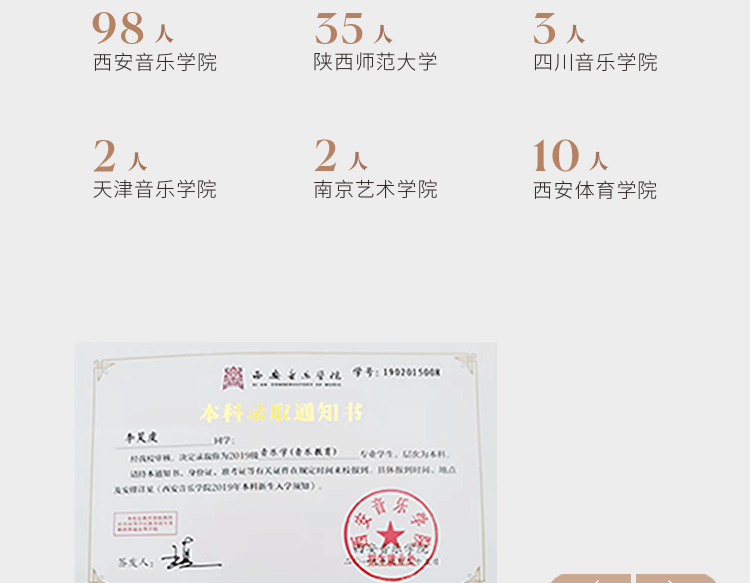 98 人
西安音乐学院
35 人
陕西师范大学
3 人
四川音乐学院
2 人
天津音乐学院
2 人
南京艺术学院
10 人
西安体育学院
西安音乐学院 学号: 190201500R
XI'AN CONSERVATORY OF MUSIC
本科录取通知书
同学:
经我校审核, 决定录取你为2019级音乐学(音乐教育) 专业学生, 层次为本科,
请持本通知书、身份证、准考证等有关证件在规定时间来校报到, 具体报到时间、地点
及安排详见《西安音乐学院2019年本科新生入学须知》.
西安音乐学院
西安音乐学院
签发人: